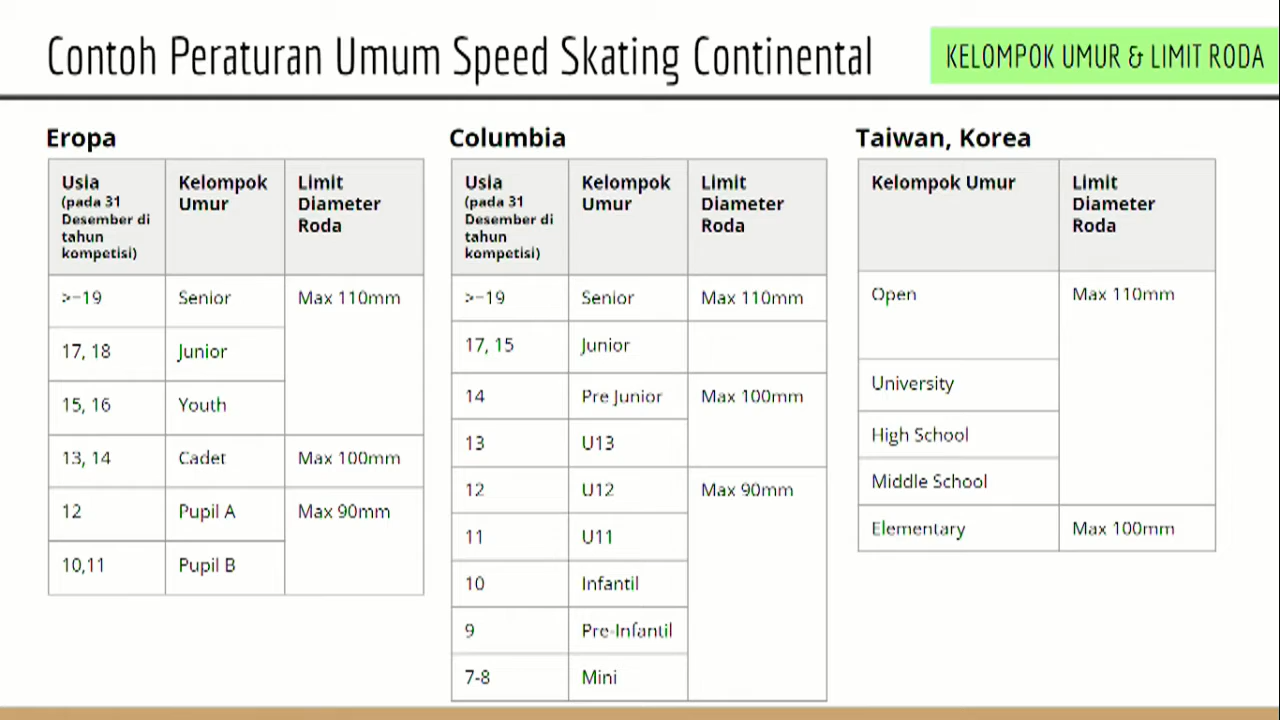 Contoh Peraturan Umum Speed Skating Continental
KELOMPOK UMUR & LIMIT RODA
Eropa
Usia (pada 31 Desember di tahun kompetisi) Kelompok Umur Limit Diameter Roda
>=19 Senior Max 110mm
17, 18 Junior
15, 16 Youth
13, 14 Cadet Max 100mm
12 Pupil A Max 90mm
10,11 Pupil B
Columbia
Usia (pada 31 Desember di tahun kompetisi) Kelompok Umur Limit Diameter Roda
>=19 Senior Max 110mm
17, 15 Junior
14 Pre Junior Max 100mm
13 U13
12 U12 Max 90mm
11 U11
10 Infantil
9 Pre-Infantil
7-8 Mini
Taiwan, Korea
Kelompok Umur Limit Diameter Roda
Open Max 110mm
University
High School
Middle School
Elementary Max 100mm